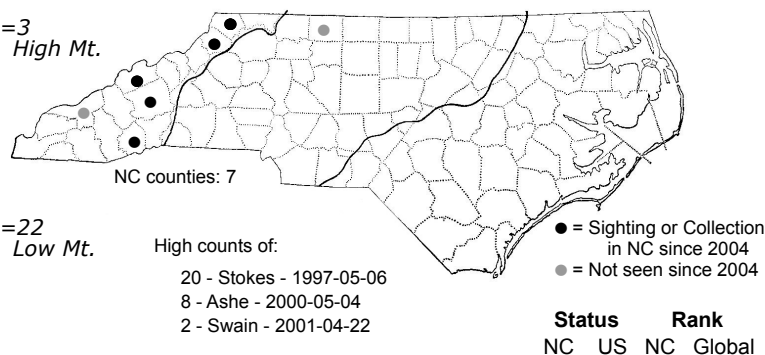 =3
High Mt.
NC counties: 7
=22
Low Mt.
High counts of:
20 - Stokes - 1997-05-06
8 - Ashe - 2000-05-04
2 - Swain - 2001-04-22
● = Sighting or Collection
in NC since 2004
● = Not seen since 2004
Status Rank
NC US NC Global